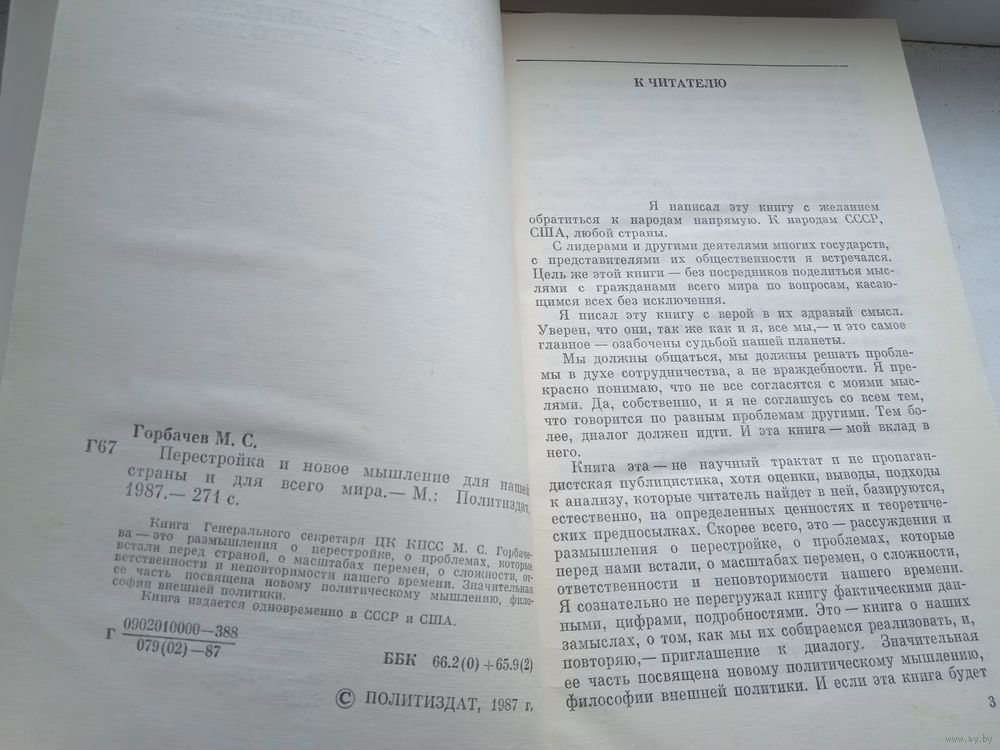 Горбачев М. С.
Г67
Перестройка и новое мышление для нашей
страны и для всего мира.— М.: Политиздат,
1987.— 271 с.
Книга Генерального секретаря ЦК КПСС М. С. Горбаче-
ва — это размышления о перестройке, о проблемах, которые
встали перед страной, о масштабах перемен, о сложности, от-
ветственности и неповторимости нашего времени. Значительная
ее часть посвящена новому политическому мышлению, фило-
софии внешней политики.
Книга издается одновременно в СССР и США.
Г 0902010000—388
079(02)—87
ББК 66.2(0)+65.9(2)
© ПОЛИТИЗДАТ, 1987 г.
К ЧИТАТЕЛЮ
Я написал эту книгу с желанием
обратиться к народам напрямую. К народам СССР,
США, любой страны.
С лидерами и другими деятелями многих государств,
с представителями их общественности я встречался.
Цель же этой книги — без посредников поделиться мыс-
лями с гражданами всего мира по вопросам, касаю-
щимся всех без исключения.
Я писал эту книгу с верой в их здравый смысл.
Уверен, что они, так же как и я, все мы,— и это самое
главное — озабочены судьбой нашей планеты.
Мы должны общаться, мы должны решать пробле-
мы в духе сотрудничества, а не враждебности. Я пре-
красно понимаю, что не все согласятся с моими мыс-
лями. Да, собственно, и я не соглашусь со всем тем,
что говорится по разным проблемам другими. Тем бо-
лее, диалог должен идти. И эта книга — мой вклад в
него.
Книга эта — не научный трактат и не пропаган-
дистская публицистика, хотя оценки, выводы, подходы
к анализу, которые читатель найдет в ней, базируются,
естественно, на определенных ценностях и теоретиче-
ских предпосылках. Скорее всего, это — рассуждения и
размышления о перестройке, о проблемах, которые
перед нами встали, о масштабах перемен, о сложности,
ответственности и неповторимости нашего времени.
Я сознательно не перегружал книгу фактическими дан-
ными, цифрами, подробностями. Это — книга о наших
замыслах, о том, как мы их собираемся реализовать, и,
повторяю,— приглашение к диалогу. Значительная
ее часть посвящена новому политическому мышлению,
философии внешней политики. И если эта книга будет
3
www.ay.by